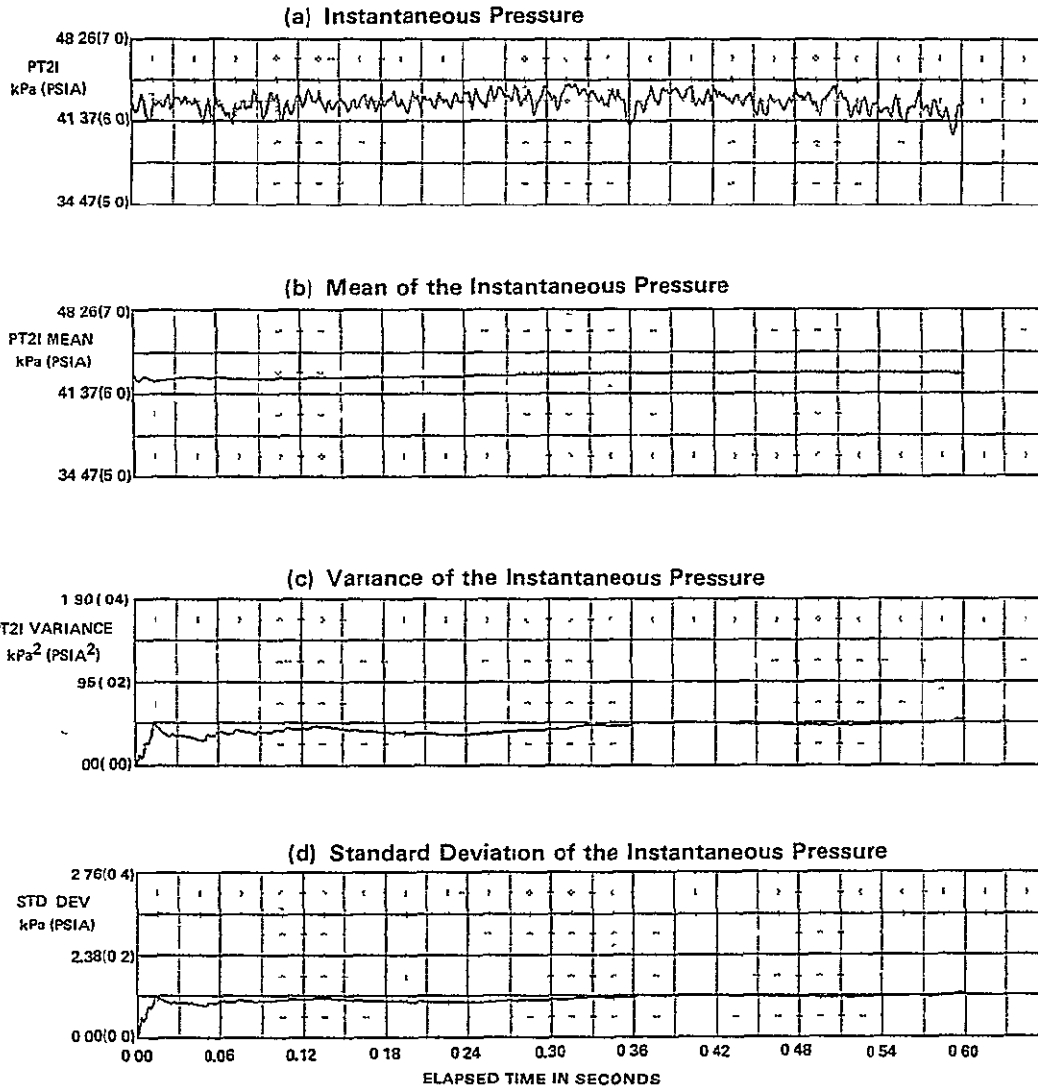 (a) Instantaneous Pressure
48 26(7 0)
PT2I
kPa (PSIA)
41 37(6 0)
34 47(5 0)
(b) Mean of the Instantaneous Pressure
48 26(7 0)
PT2I MEAN
kPa (PSIA)
41 37(6 0)
34 47(5 0)
(c) Variance of the Instantaneous Pressure
1 90( 04)
T2I VARIANCE
kPa2 (PSIA2)
95( 02)
00( 00)
(d) Standard Deviation of the Instantaneous Pressure
2 76(0 4)
STD DEV
kPa (PSIA)
2.38(0 2)
0 00(0 0)
0 00 0 06 0 12 0 18 0 24 0 30 0 36 0 42 0 48 0 54 0 60
ELAPSED TIME IN SECONDS